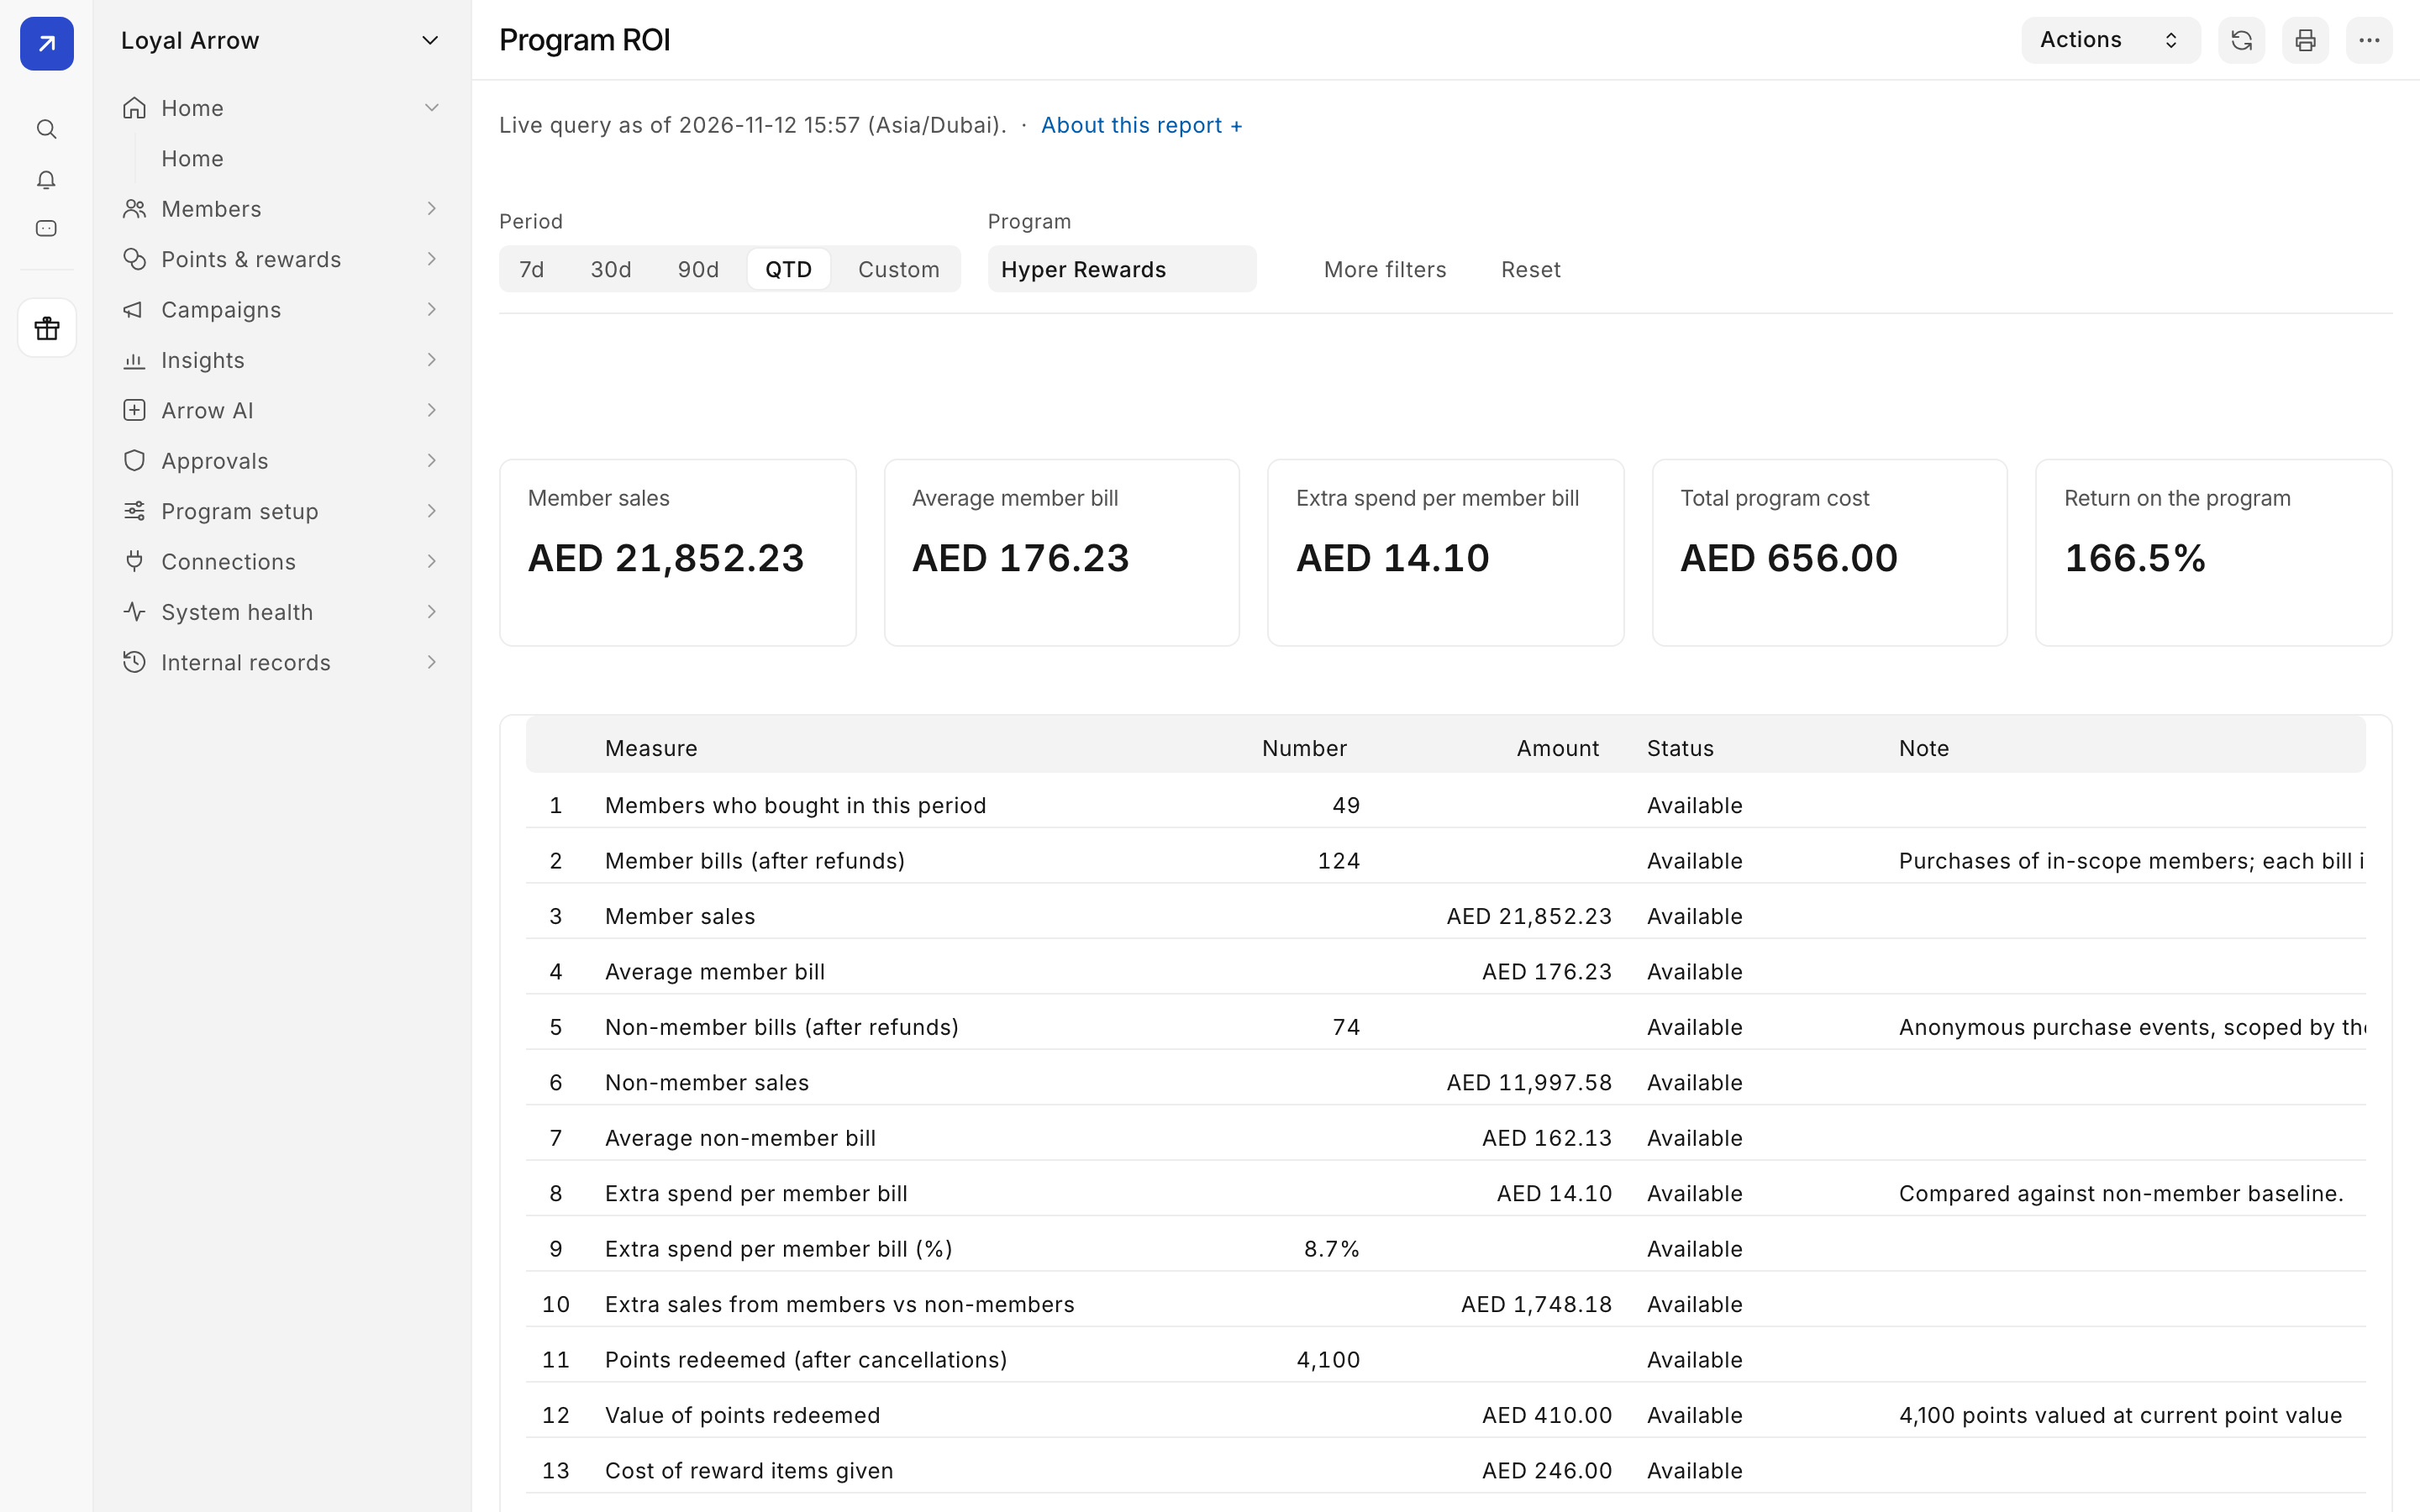 Loyal Arrow
Home
Home
Members
Points & rewards
Campaigns
Insights
Arrow AI
Approvals
Program setup
Connections
System health
Internal records
Program ROI
Actions
Live query as of 2026-11-12 15:57 (Asia/Dubai). · About this report +
Period
7d 30d 90d QTD Custom
Program
Hyper Rewards
More filters
Reset
Member sales
AED 21,852.23
Average member bill
AED 176.23
Extra spend per member bill
AED 14.10
Total program cost
AED 656.00
Return on the program
166.5%
Measure Number Amount Status Note
1 Members who bought in this period 49 Available
2 Member bills (after refunds) 124 Available Purchases of in-scope members; each bill i
3 Member sales AED 21,852.23 Available
4 Average member bill AED 176.23 Available
5 Non-member bills (after refunds) 74 Available Anonymous purchase events, scoped by the
6 Non-member sales AED 11,997.58 Available
7 Average non-member bill AED 162.13 Available
8 Extra spend per member bill AED 14.10 Available Compared against non-member baseline.
9 Extra spend per member bill (%) 8.7% Available
10 Extra sales from members vs non-members AED 1,748.18 Available
11 Points redeemed (after cancellations) 4,100 Available
12 Value of points redeemed AED 410.00 Available 4,100 points valued at current point value
13 Cost of reward items given AED 246.00 Available